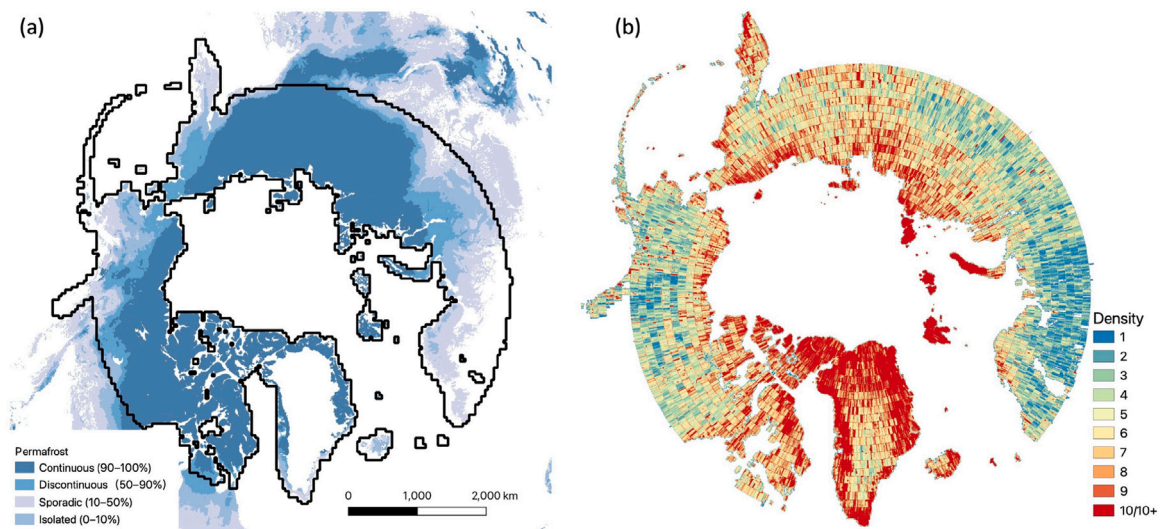 (a)
Permafrost
Continuous (90–100%)
Discontinuous (50–90%)
Sporadic (10–50%)
Isolated (0–10%)
0 1,000 2,000 km
(b)
Density
1
2
3
4
5
6
7
8
9
10/10+